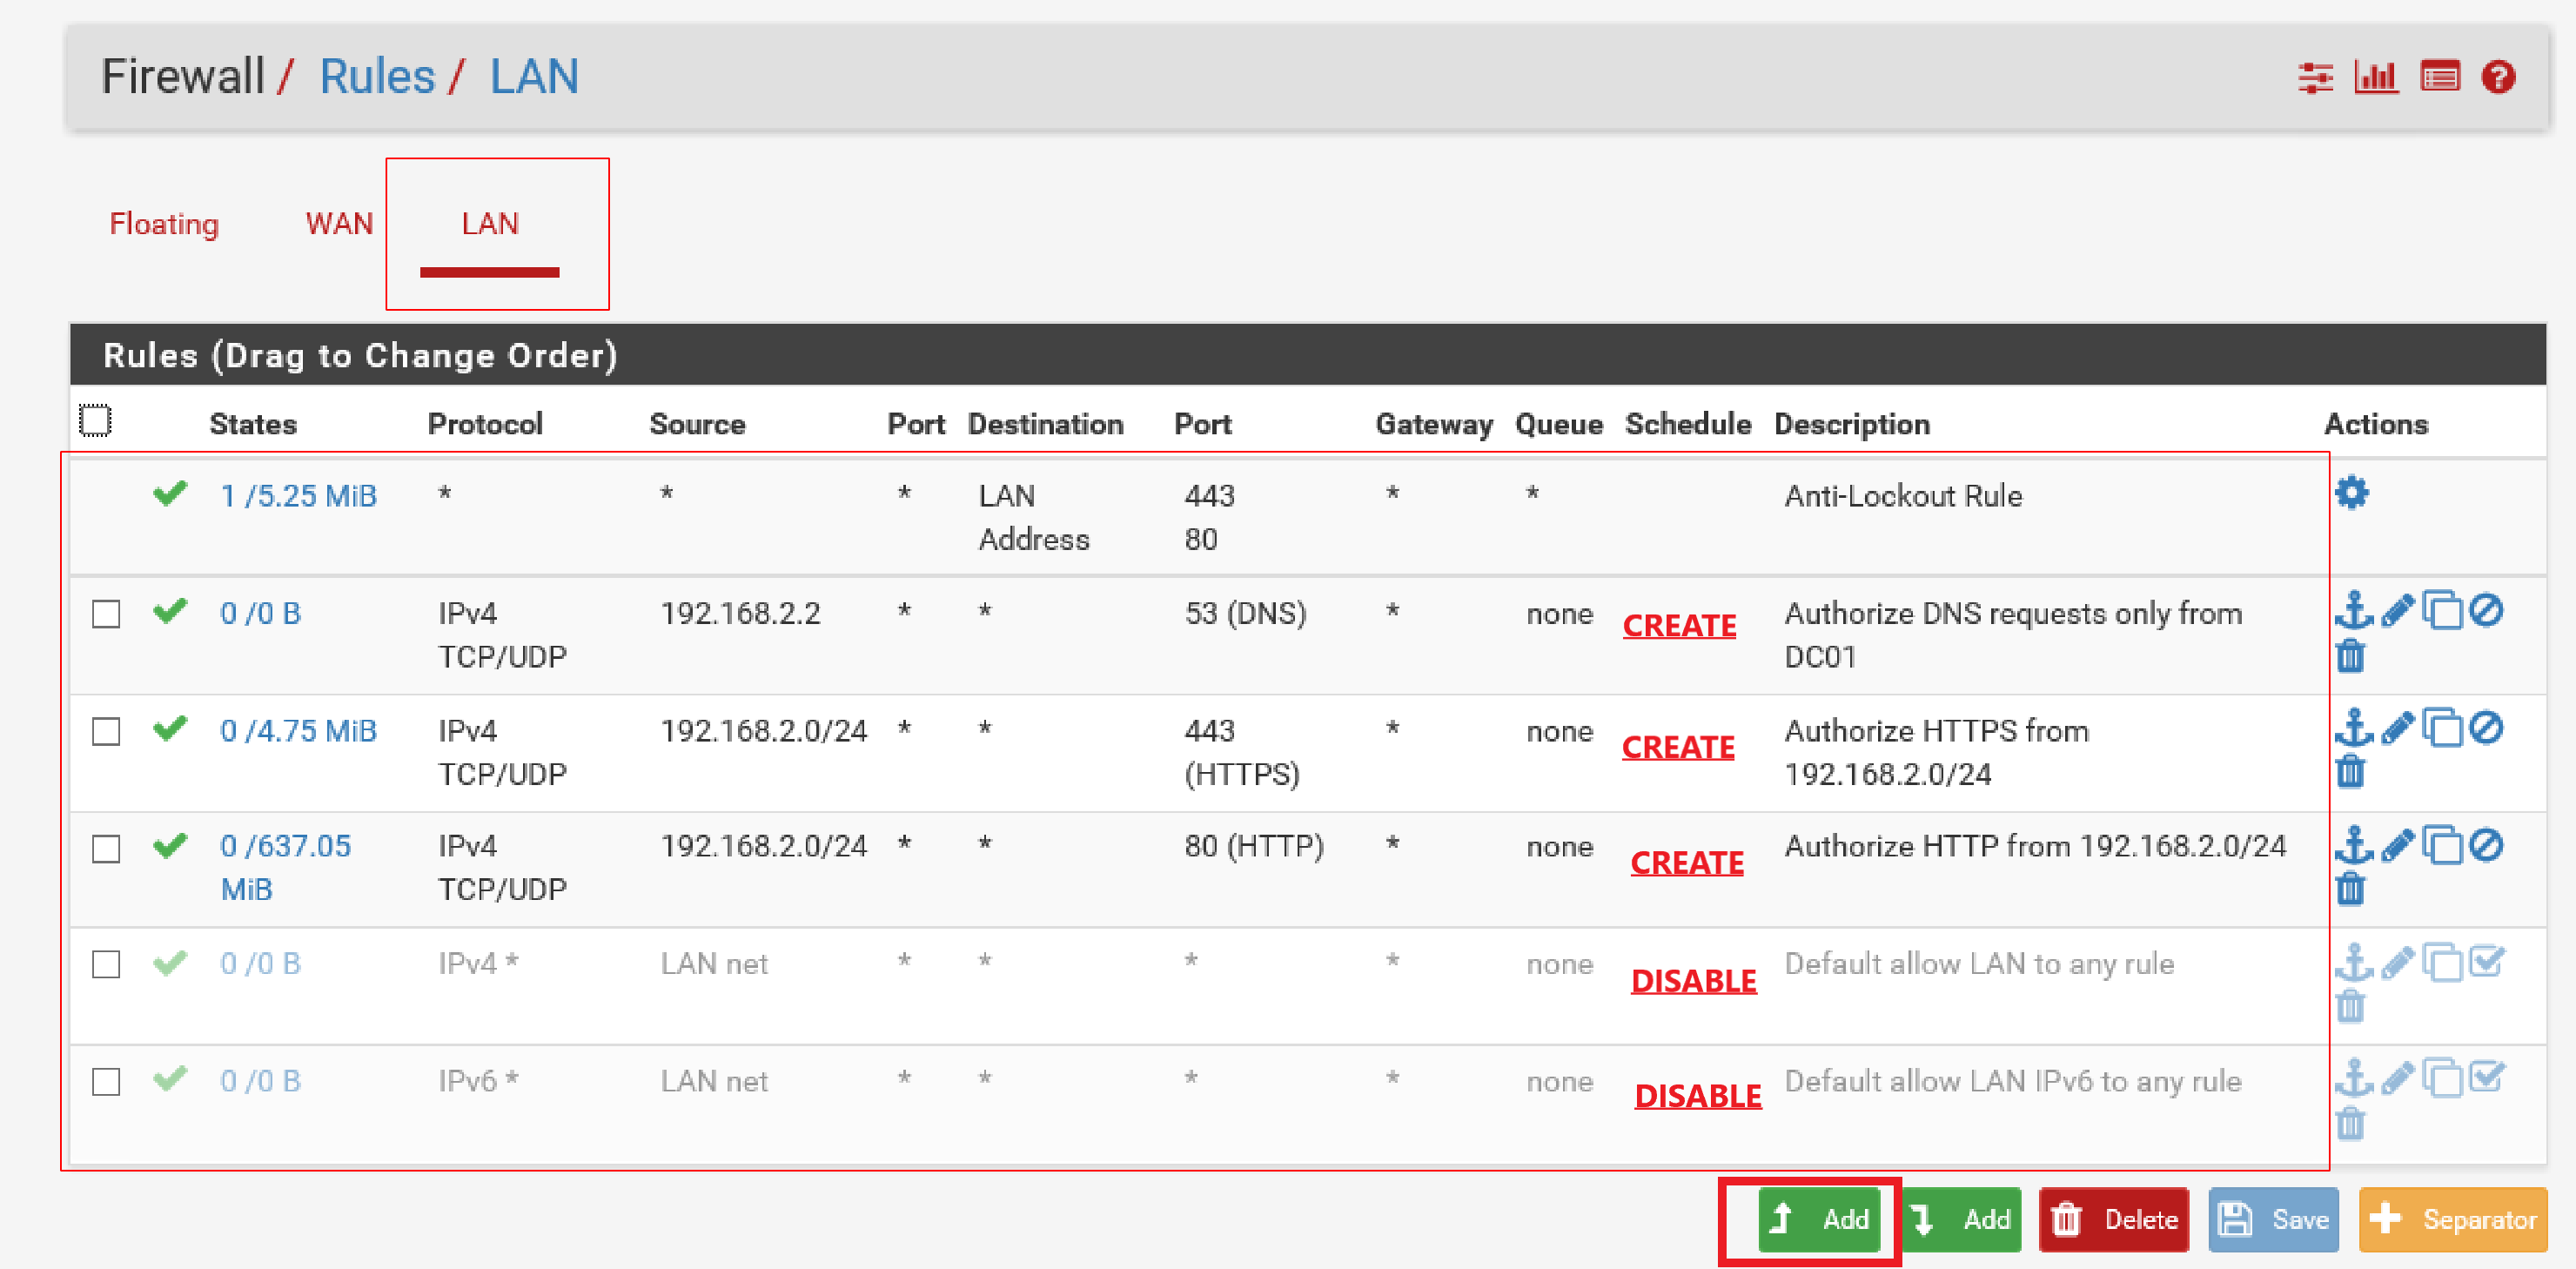 Firewall / Rules / LAN
Floating WAN LAN
Rules (Drag to Change Order)
States Protocol Source Port Destination Port Gateway Queue Schedule Description Actions
1 /5.25 MiB * * * LAN 443 * * Anti-Lockout Rule
Address 80
0 /0 B IPv4 192.168.2.2 * * 53 (DNS) * none CREATE Authorize DNS requests only from
TCP/UDP DC01
0 /4.75 MiB IPv4 192.168.2.0/24 * * 443 * none CREATE Authorize HTTPS from
TCP/UDP (HTTPS) 192.168.2.0/24
0 /637.05 IPv4 192.168.2.0/24 * * 80 (HTTP) * none CREATE Authorize HTTP from 192.168.2.0/24
MiB TCP/UDP
0 /0 B IPv4 * LAN net * * * * none DISABLE Default allow LAN to any rule
0 /0 B IPv6 * LAN net * * * * none DISABLE Default allow LAN IPv6 to any rule
Add Add Delete Save Separator